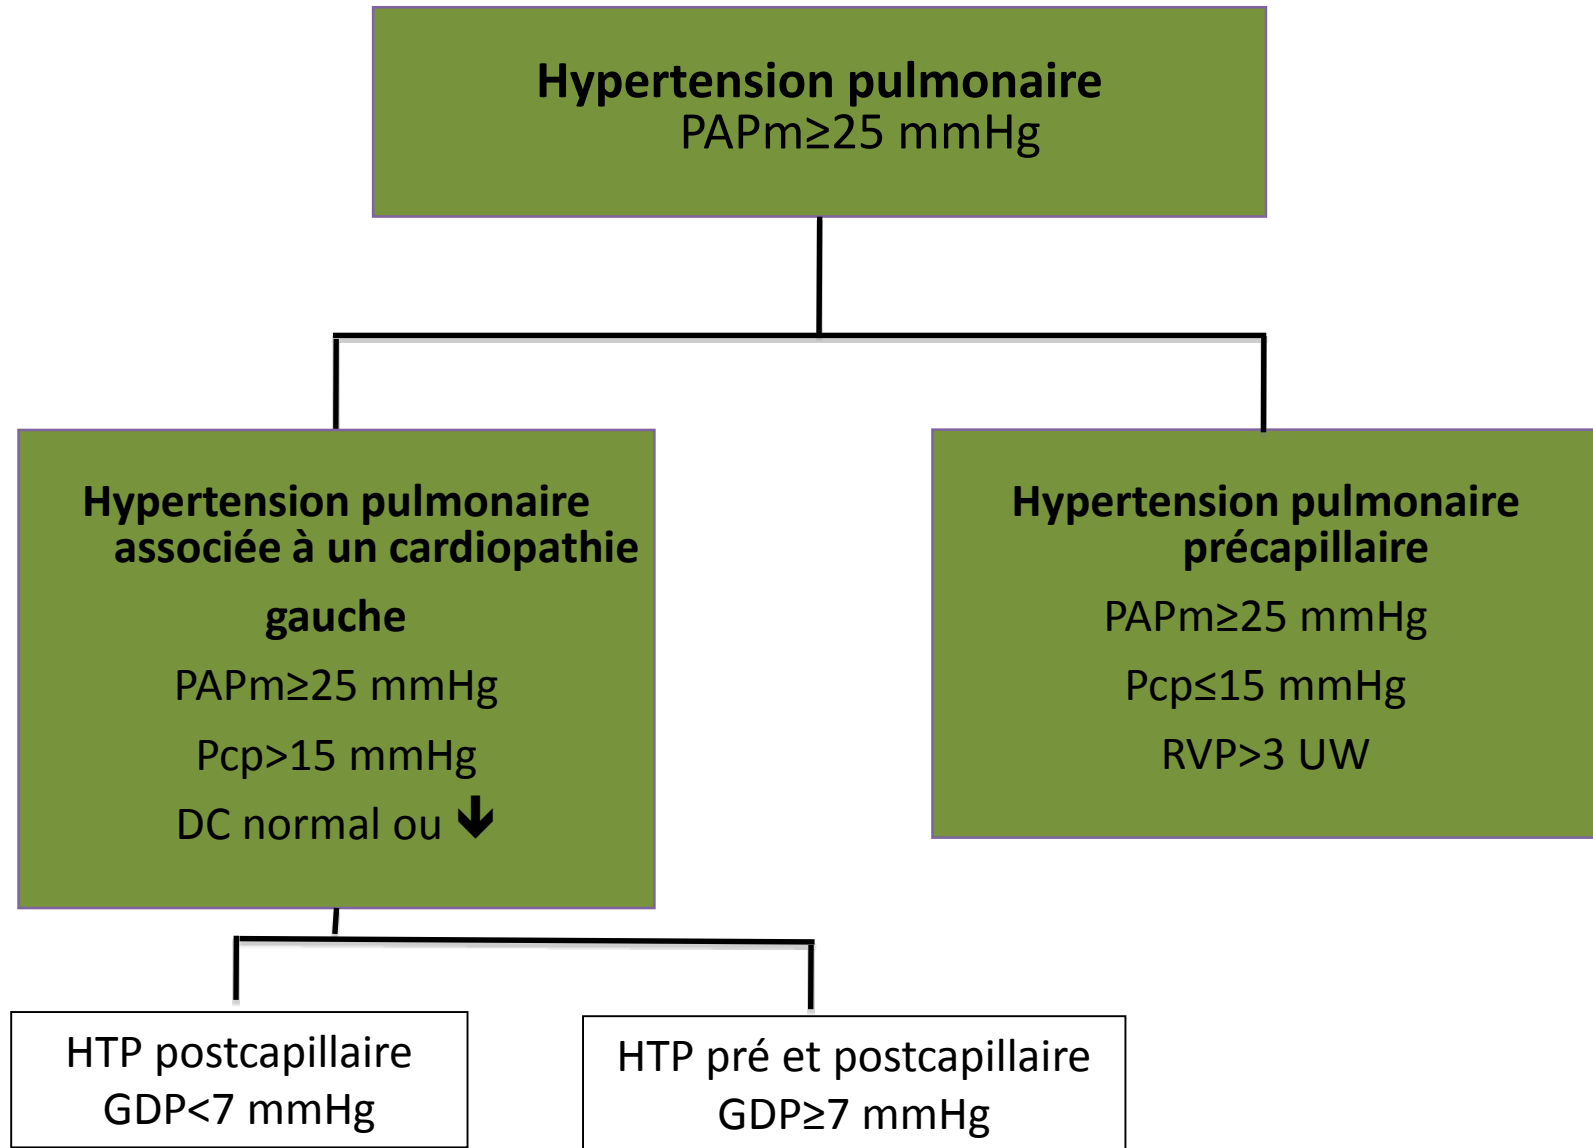 Hypertension pulmonaire
PAPm≥25 mmHg
Hypertension pulmonaire
associée à un cardiopathie
gauche
PAPm≥25 mmHg
Pcp>15 mmHg
DC normal ou 🡻
Hypertension pulmonaire
précapillaire
PAPm≥25 mmHg
Pcp≤15 mmHg
RVP>3 UW
HTP postcapillaire
GDP<7 mmHg
HTP pré et postcapillaire
GDP≥7 mmHg